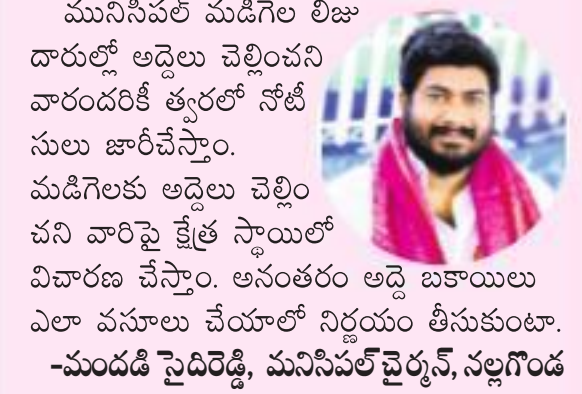 మునిసిపల్ మడిగెల లీజు
దారుల్లో అద్దెలు చెల్లించని
వారందరికీ త్వరలో నోటీ
సులు జారీచేస్తాం.
మడిగెలకు అద్దెలు చెల్లిం
చని వారిపై క్షేత్ర స్థాయిలో
విచారణ చేస్తాం. అనంతరం అద్దె బకాయిలు
ఎలా వసూలు చేయాలో నిర్ణయం తీసుకుంటా.
-మందడి సైదిరెడ్డి, మనిసిపల్ చైర్మన్, నల్లగొండ